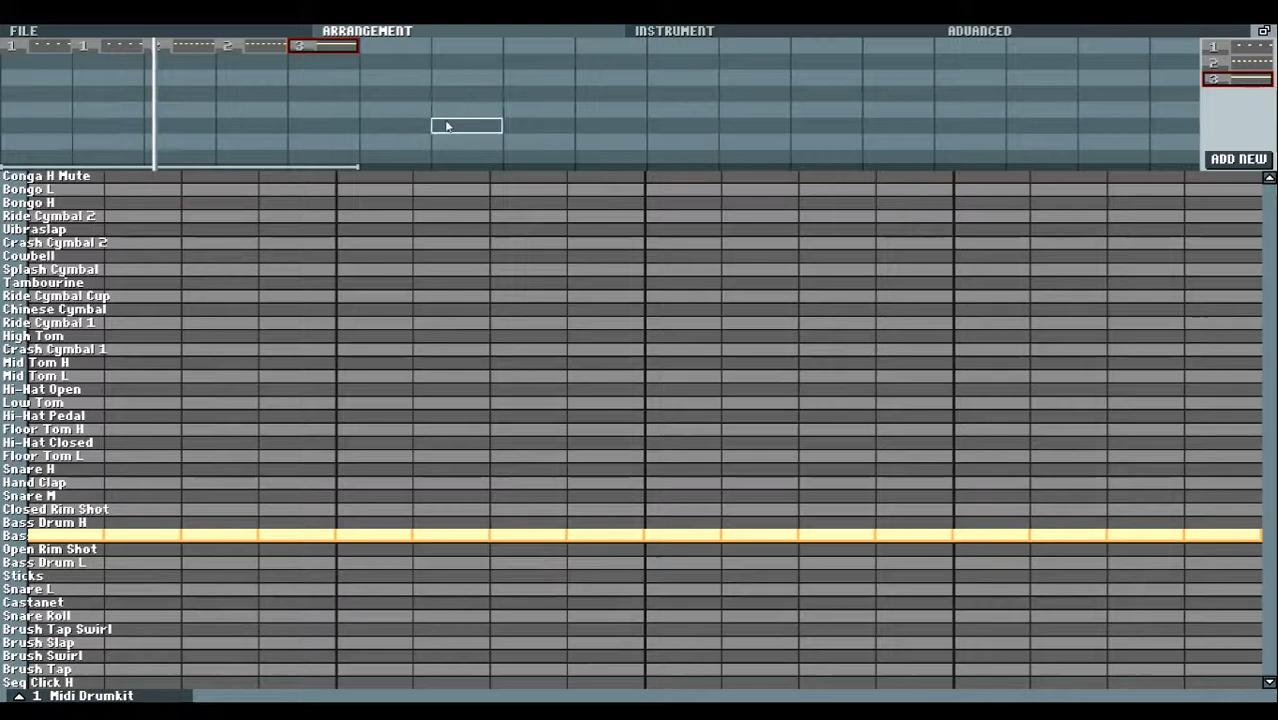 FILE ARRANGEMENT INSTRUMENT ADVANCED
1 1 2 2 3 1
2
3
ADD NEW
Conga H Mute
Bongo L
Bongo H
Ride Cymbal 2
Vibraslap
Crash Cymbal 2
Cowbell
Splash Cymbal
Tambourine
Ride Cymbal Cup
Chinese Cymbal
Ride Cymbal 1
High Tom
Crash Cymbal 1
Mid Tom H
Mid Tom L
Hi-Hat Open
Low Tom
Hi-Hat Pedal
Floor Tom H
Hi-Hat Closed
Floor Tom L
Snare H
Hand Clap
Snare M
Closed Rim Shot
Bass Drum H
Bas
Open Rim Shot
Bass Drum L
Sticks
Snare L
Castanet
Snare Roll
Brush Tap Swirl
Brush Slap
Brush Swirl
Brush Tap
Seq Click H
1 Midi Drumkit